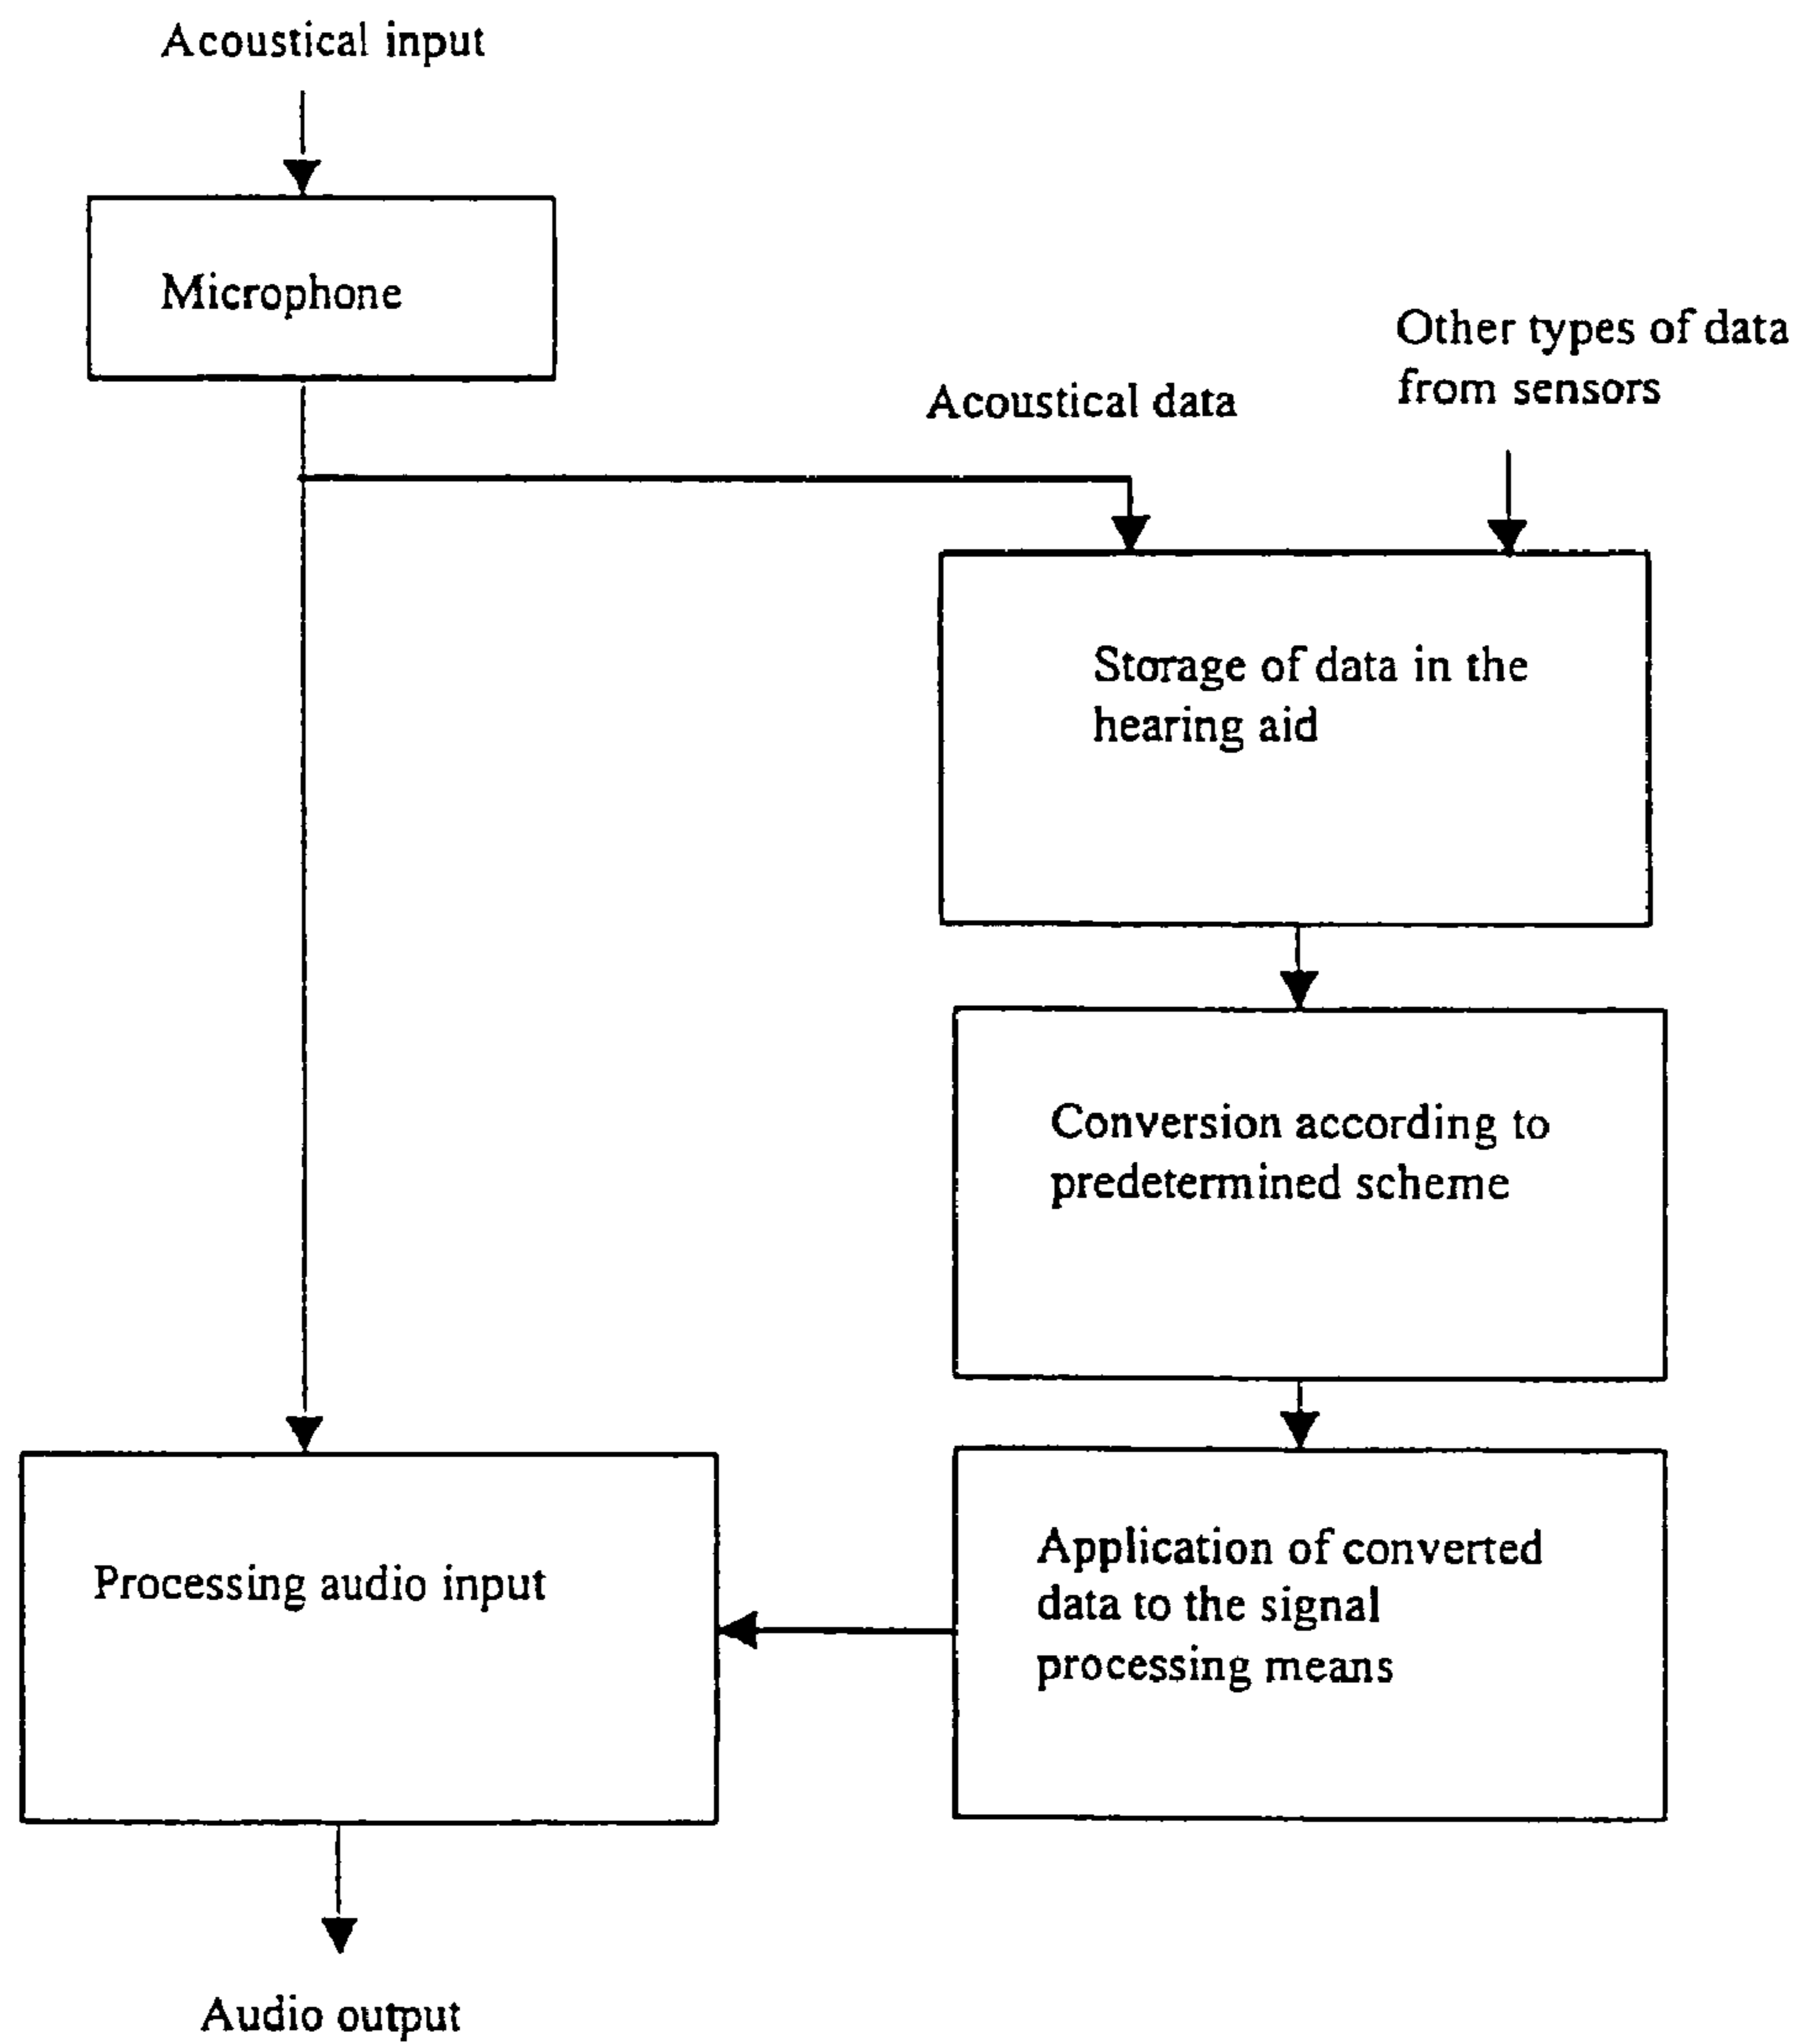 Acoustical input
Microphone
Other types of data
from sensors
Acoustical data
Storage of data in the
hearing aid
Conversion according to
predetermined scheme
Processing audio input
Application of converted
data to the signal
processing means
Audio output